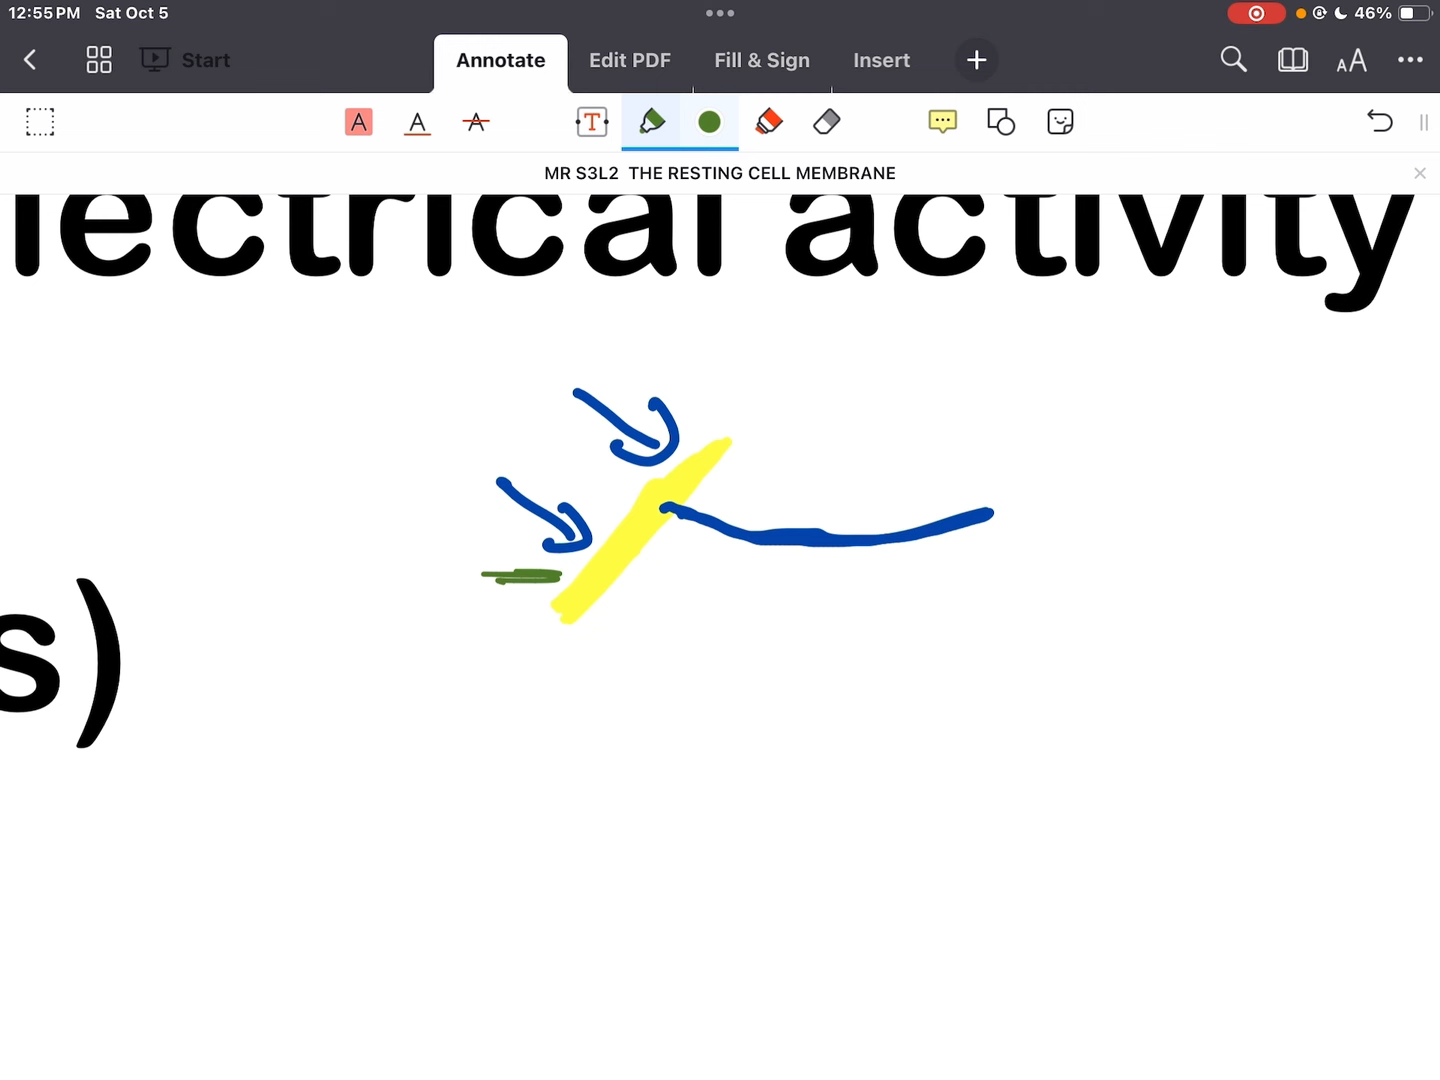 12:55 PM Sat Oct 5
46%
Start
Annotate
Edit PDF
Fill & Sign
Insert
A A A T
AA
MR S3L2 THE RESTING CELL MEMBRANE
lectrical activity
s)